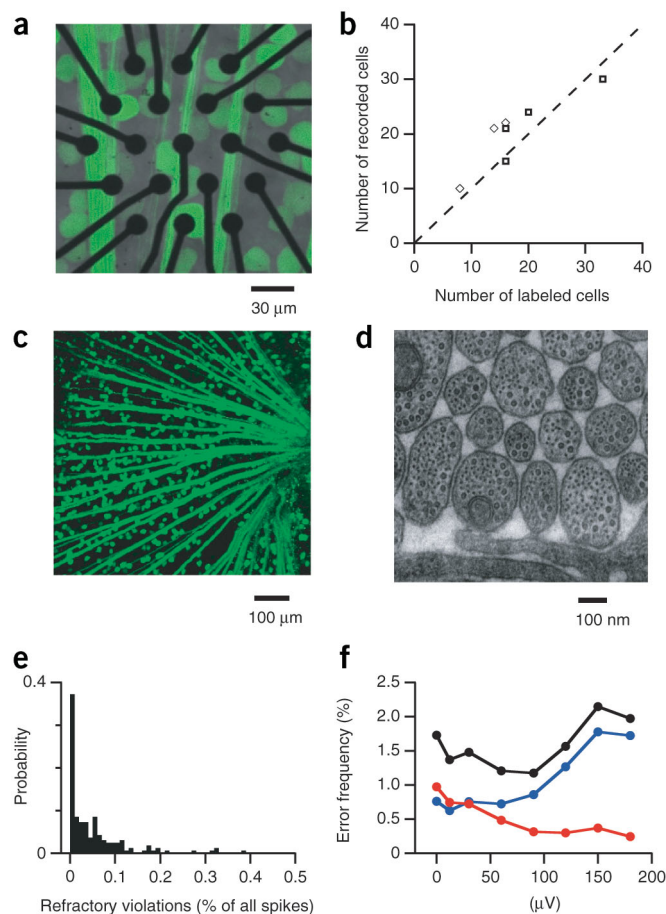 a
30 μm
b
Number of recorded cells
40
30
20
10
0
0 10 20 30 40
Number of labeled cells
c
100 μm
d
100 nm
e
Probability
0.4
0
0 0.1 0.2 0.3 0.4 0.5
Refractory violations (% of all spikes)
f
Error frequency (%)
2.5
2.0
1.5
1.0
0.5
0
0 50 100 150 200
(μV)